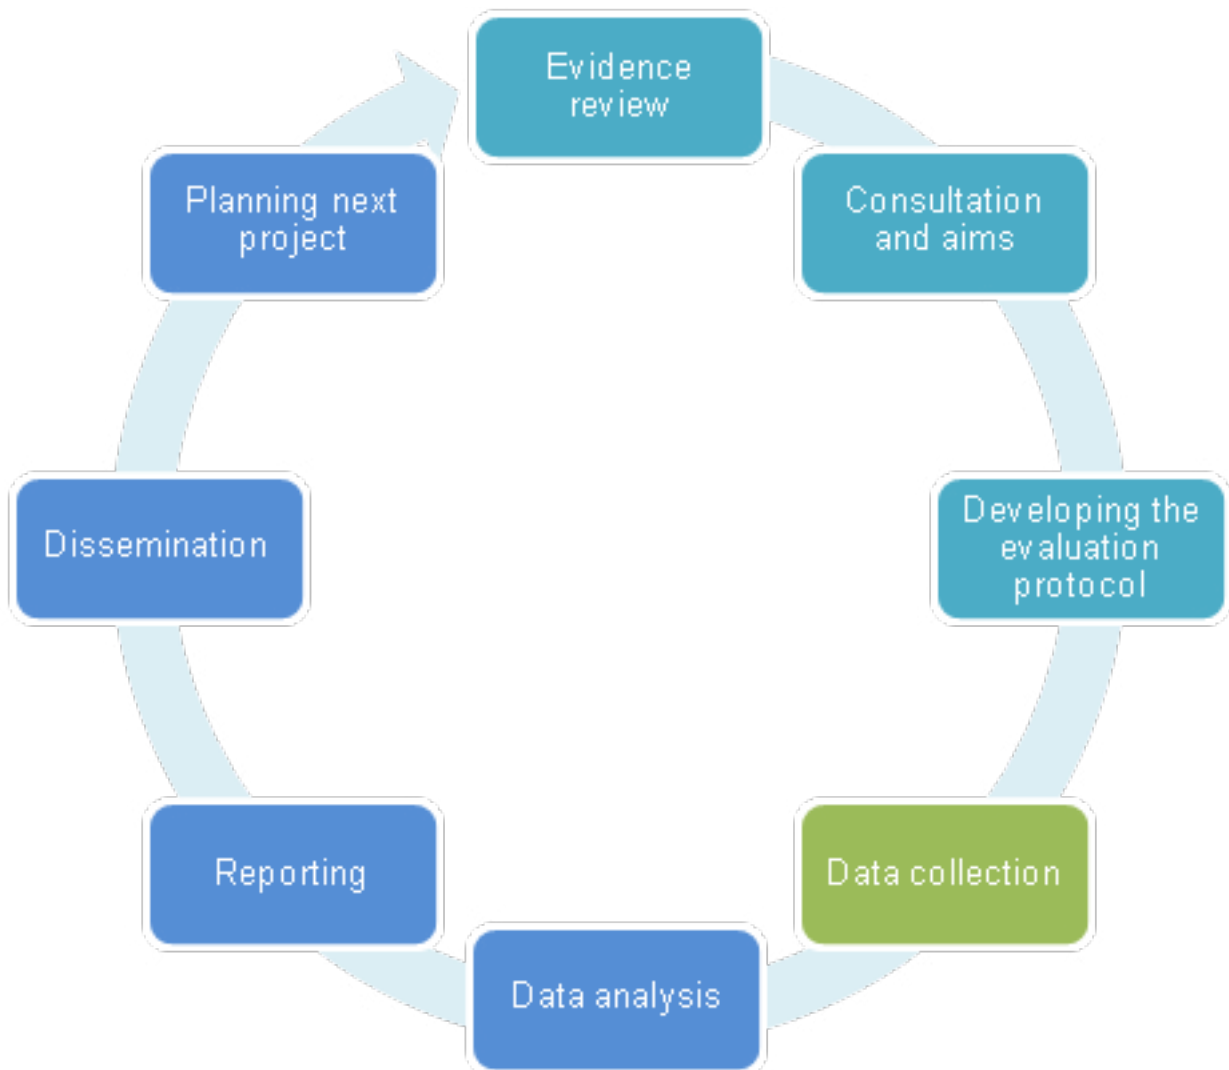 Evidence
review
Consultation
and aims
Developing the
evaluation
protocol
Data collection
Data analysis
Reporting
Dissemination
Planning next
project